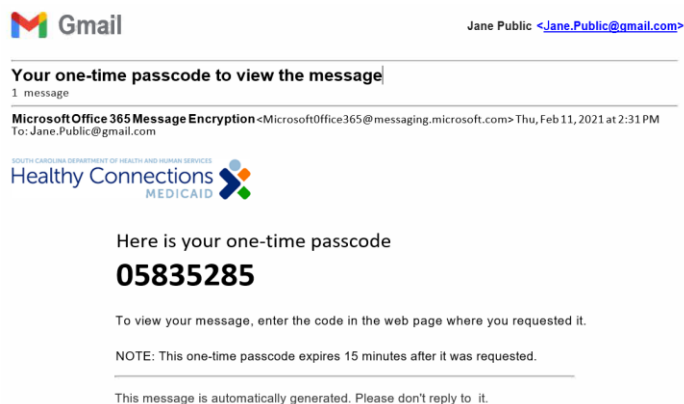 Gmail
Jane Public <Jane.Public@gmail.com>
Your one-time passcode to view the message
1 message
Microsoft Office 365 Message Encryption <MicrosoftOffice365@messaging.microsoft.com> Thu, Feb 11, 2021 at 2:31 PM
To: Jane.Public@gmail.com
SOUTH CAROLINA DEPARTMENT OF HEALTH AND HUMAN SERVICES
Healthy Connections
MEDICAID
Here is your one-time passcode
05835285
To view your message, enter the code in the web page where you requested it.
NOTE: This one-time passcode expires 15 minutes after it was requested.
This message is automatically generated. Please don't reply to it.